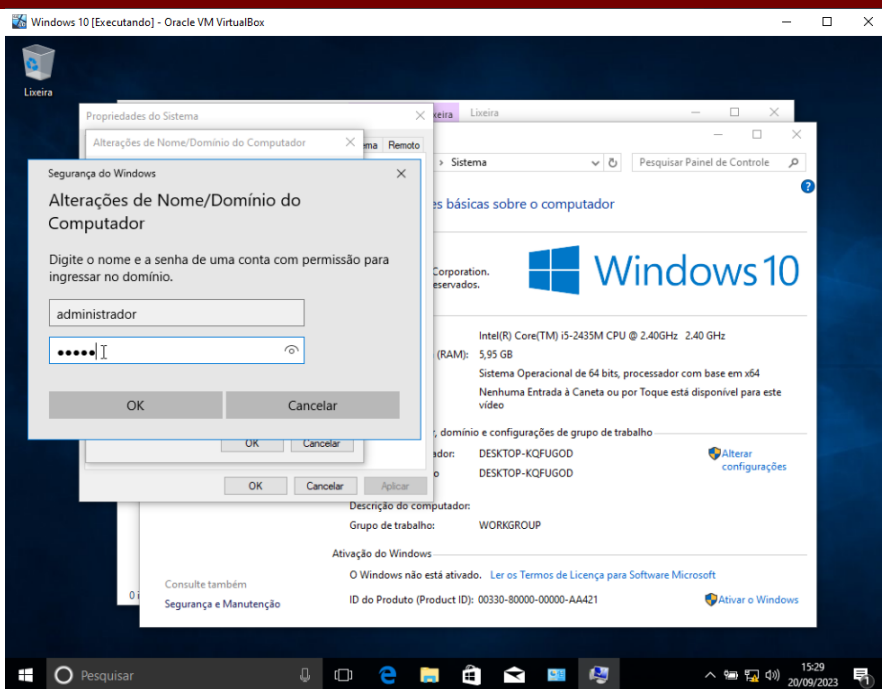 Windows 10 [Executando] - Oracle VM VirtualBox
Lixeira
Propriedades do Sistema
Lixeira
Alterações de Nome/Domínio do Computador
Remoto
Sistema
Pesquisar Painel de Controle
Segurança do Windows
Alterações de Nome/Domínio do
Computador
Digite o nome e a senha de uma conta com permissão para
ingressar no domínio.
administrador
OK Cancelar
OK Cancelar
OK Cancelar Aplicar
básicas sobre o computador
Corporation.
Windows 10
Intel(R) Core(TM) i5-2435M CPU @ 2.40GHz 2.40 GHz
(RAM): 5,95 GB
Sistema Operacional de 64 bits, processador com base em x64
Nenhuma Entrada à Caneta ou por Toque está disponível para este
vídeo
, domínio e configurações de grupo de trabalho
DESKTOP-KQFUGOD
Alterar
configurações
DESKTOP-KQFUGOD
Descrição do computador:
Grupo de trabalho: WORKGROUP
Ativação do Windows
O Windows não está ativado. Ler os Termos de Licença para Software Microsoft
ID do Produto (Product ID): 00330-80000-00000-AA421
Ativar o Windows
Consulte também
Segurança e Manutenção
Pesquisar
15:29
20/09/2023